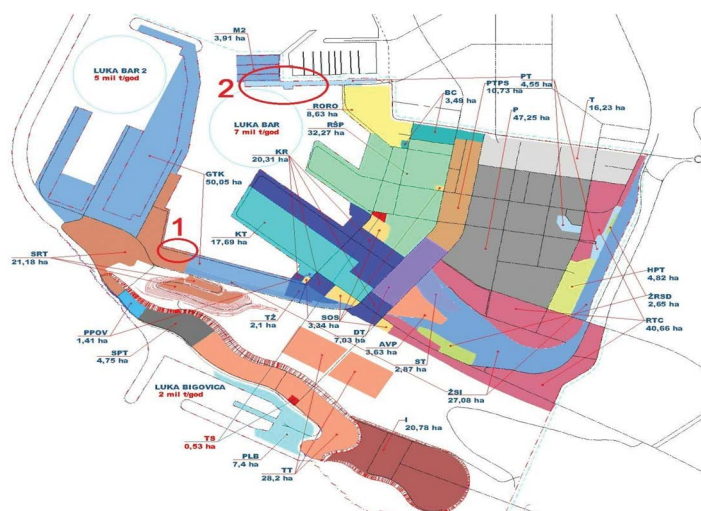 M2
3,91 ha
LUKA BAR 2
5 mil t/god
2
PT
4,55 ha
BC
3,49 ha
PTPS
10,73 ha
T
16,23 ha
RORO
8,63 ha
P
47,25 ha
LUKA BAR
7 mil t/god
RŠP
32,27 ha
KR
20,31 ha
GTK
50,05 ha
1
KT
17,69 ha
SRT
21,18 ha
HPT
4,82 ha
TŽ
2,1 ha
SOS
3,34 ha
ŽRSD
2,65 ha
PPOV
1,41 ha
DT
7,03 ha
AVP
3,63 ha
RTC
40,66 ha
SPT
4,75 ha
ST
2,87 ha
LUKA BIGOVICA
2 mil t/god
ŽSI
27,08 ha
I
20,78 ha
TS
0,53 ha
PLB
7,4 ha
TT
28,2 ha